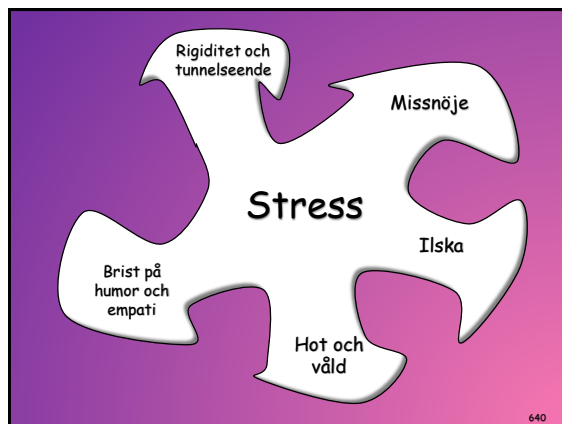 Rigiditet och
tunnelseende
Missnöje
Stress
Ilska
Brist på
humor och
empati
Hot och
våld
640